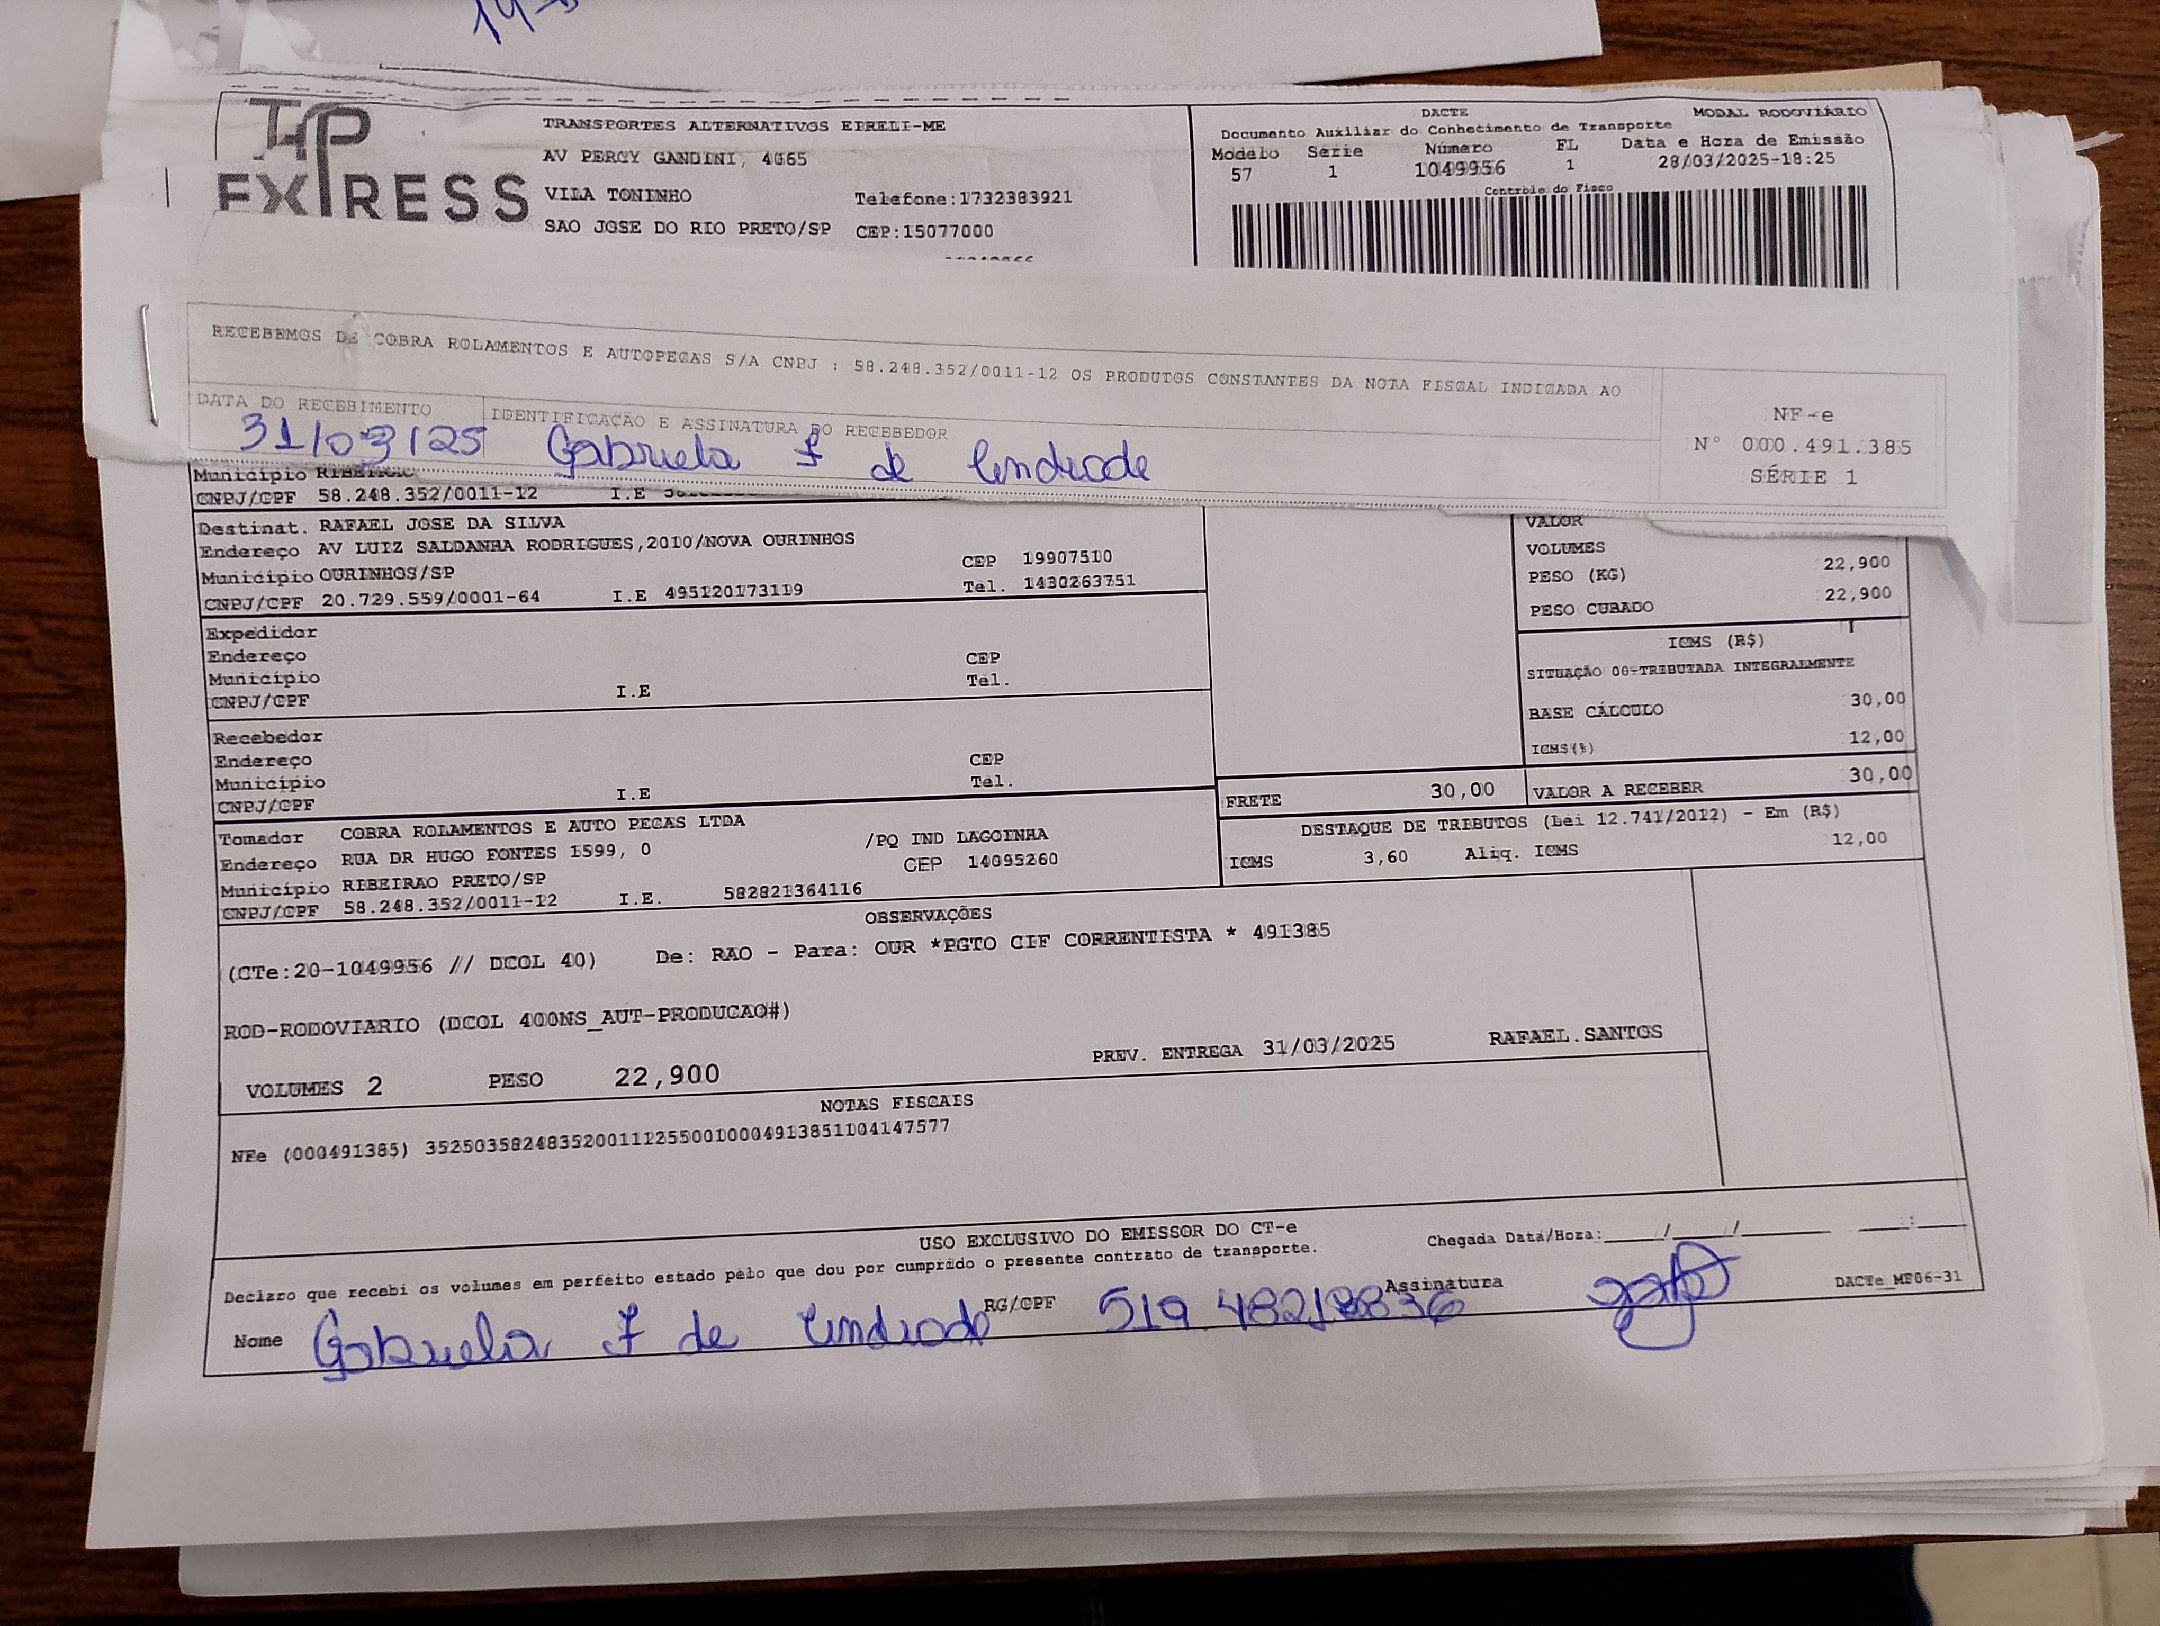 THP
EXPRESS
TRANSPORTES ALTERNATIVOS EIRELI-ME
AV PERCY GANDINI, 4065
VILA TONINHO Telefone:1732383921
SAO JOSE DO RIO PRETO/SP CEP:15077000
DACTE MODAL RODOVIÁRIO
Documento Auxiliar do Conhecimento de Transporte
Modelo Série Número FL Data e Hora de Emissão
57 1 1049956 1 28/03/2025-18:25
Controle do Fisco
RECEBEMOS DE COBRA ROLAMENTOS E AUTOPECAS S/A CNPJ : 58.248.352/0011-12 OS PRODUTOS CONSTANTES DA NOTA FISCAL INDICADA AO
DATA DO RECEBIMENTO IDENTIFICAÇÃO E ASSINATURA DO RECEBEDOR
31/03/25 Gabriela F de Andrade
NF-e
N° 000.491.385
SÉRIE 1
Município RIBEIRAO
CNPJ/CPF 58.248.352/0011-12 I.E
Destinat. RAFAEL JOSE DA SILVA
Endereço AV LUIZ SALDANHA RODRIGUES,2010/NOVA OURINHOS CEP 19907510
Município OURINHOS/SP Tel. 1430263751
CNPJ/CPF 20.729.559/0001-64 I.E 495120173119
Expedidor
Endereço CEP
Município Tel.
CNPJ/CPF I.E
Recebedor
Endereço CEP
Município Tel.
CNPJ/CPF I.E
VALOR
VOLUMES
PESO (KG) 22,900
PESO CUBADO 22,900
ICMS (R$)
SITUAÇÃO 00-TRIBUTADA INTEGRALMENTE
BASE CÁLCULO 30,00
ICMS(%) 12,00
FRETE 30,00 VALOR A RECEBER 30,00
DESTAQUE DE TRIBUTOS (Lei 12.741/2012) - Em (R$)
ICMS 3,60 Aliq. ICMS 12,00
Tomador COBRA ROLAMENTOS E AUTO PECAS LTDA
Endereço RUA DR HUGO FONTES 1599, 0 /PQ IND LAGOINHA
Município RIBEIRAO PRETO/SP CEP 14095260
CNPJ/CPF 58.248.352/0011-12 I.E. 582821364116
OBSERVAÇÕES
(CTe:20-1049956 // DCOL 40) De: RAO - Para: OUR *PGTO CIF CORRENTISTA * 491385
ROD-RODOVIARIO (DCOL 400NS_AUT-PRODUCAO#)
VOLUMES 2 PESO 22,900 PREV. ENTREGA 31/03/2025 RAFAEL.SANTOS
NOTAS FISCAIS
NFe (000491385) 35250358248352001112550010004913851104147577
USO EXCLUSIVO DO EMISSOR DO CT-e
Declaro que recebi os volumes em perfeito estado pelo que dou por cumprido o presente contrato de transporte. Chegada Data/Hora:____/____/______ ___:___
Nome Gabriela F de Andrade RG/CPF Assinatura DACTe_MF06-31